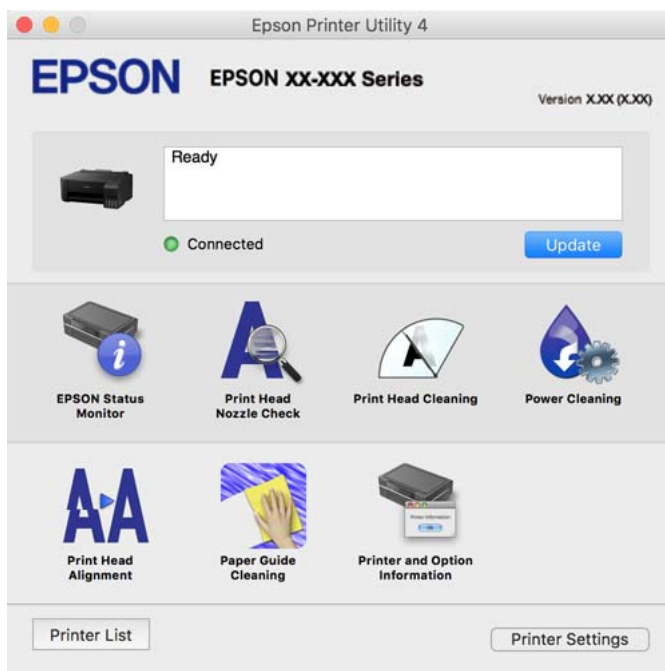 Epson Printer Utility 4
EPSON
EPSON XX-XXX Series
Version X.XX (X.XX)
Ready
Connected
Update
EPSON Status
Monitor
Print Head
Nozzle Check
Print Head Cleaning
Power Cleaning
Print Head
Alignment
Paper Guide
Cleaning
Printer and Option
Information
Printer List
Printer Settings